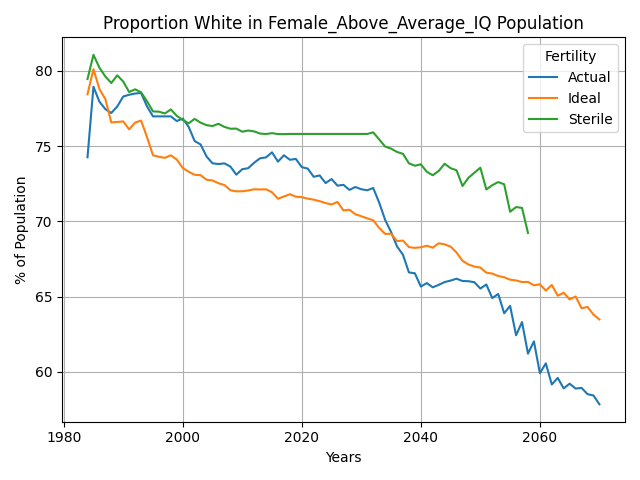 Proportion White in Female_Above_Average_IQ Population
% of Population
80
75
70
65
60
1980
2000
2020
2040
2060
Years
Fertility
Actual
Ideal
Sterile